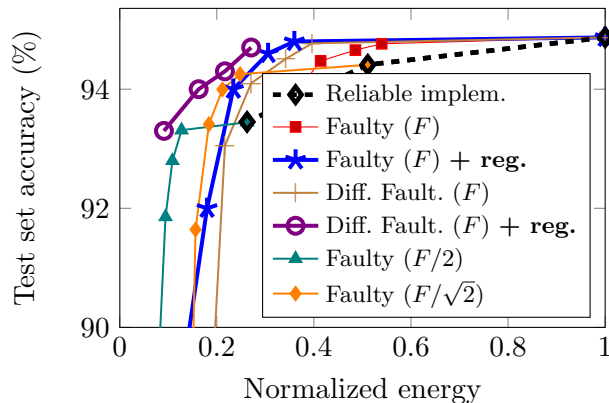 94
92
90
0
0.2
0.4
0.6
0.8
1
Test set accuracy (%)
Normalized energy
Reliable implem.
Faulty (F)
Faulty (F) + reg.
Diff. Fault. (F)
Diff. Fault. (F) + reg.
Faulty (F/2)
Faulty (F/√2)